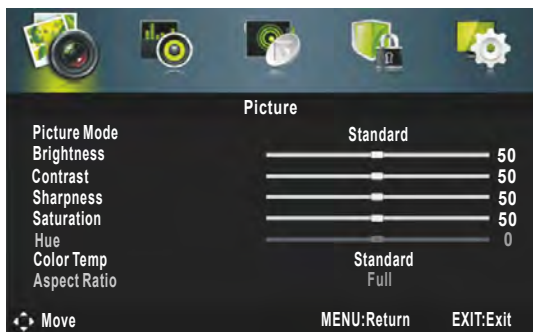 Picture
Picture Mode Standard
Brightness 50
Contrast 50
Sharpness 50
Saturation 50
Hue 0
Color Temp Standard
Aspect Ratio Full
Move MENU:Return EXIT:Exit